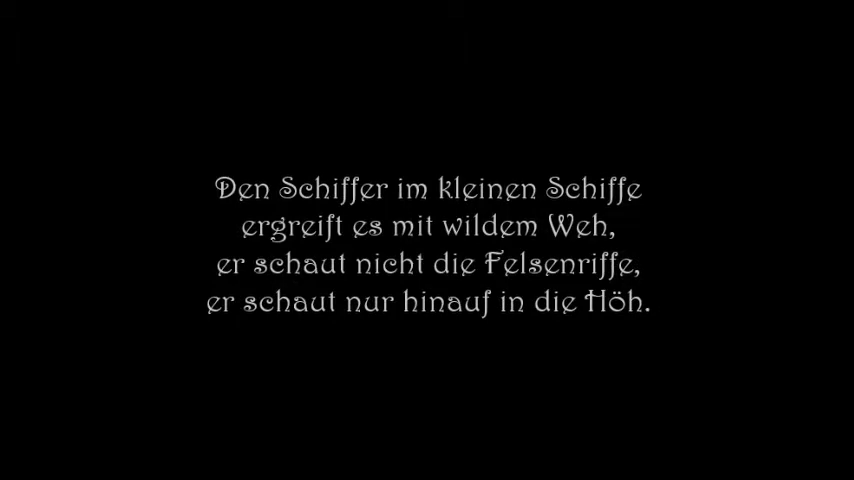 Den Schiffer im kleinen Schiffe
ergreift es mit wildem Weh,
er schaut nicht die Felsenriffe,
er schaut nur hinauf in die Höh.